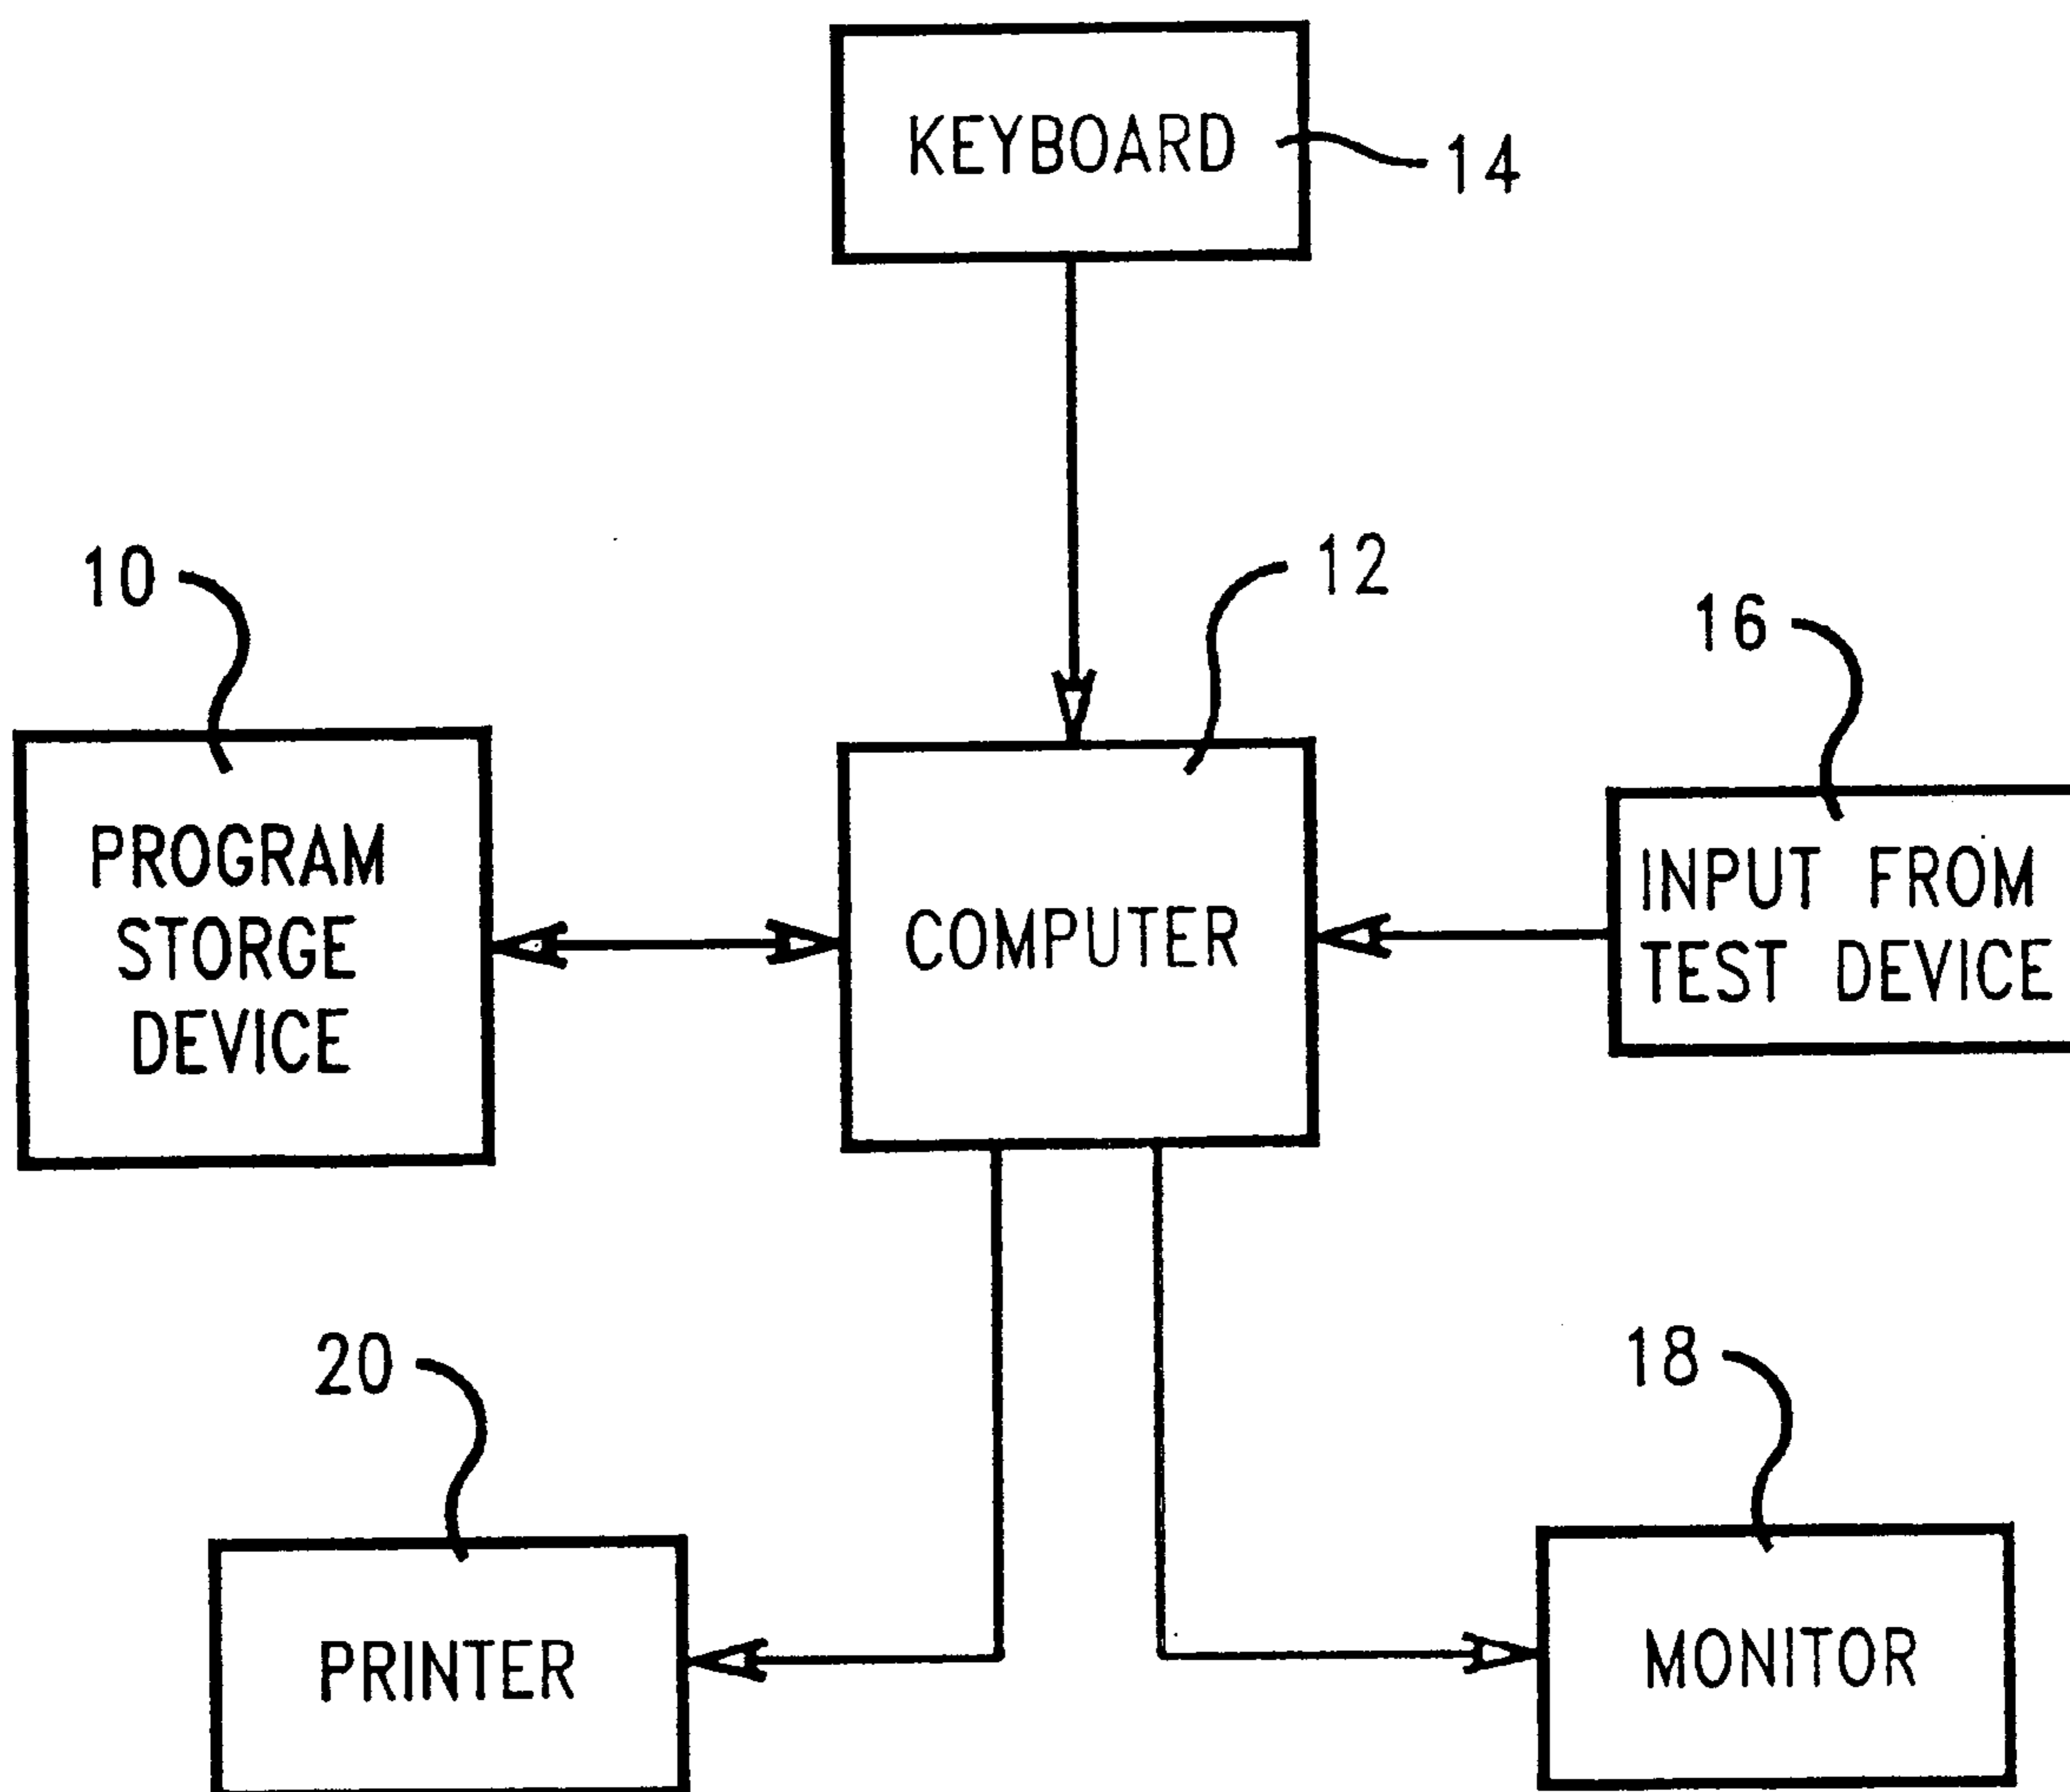 KEYBOARD
14
10
12
16
PROGRAM
STORGE
DEVICE
COMPUTER
INPUT FROM
TEST DEVICE
20
18
PRINTER
MONITOR